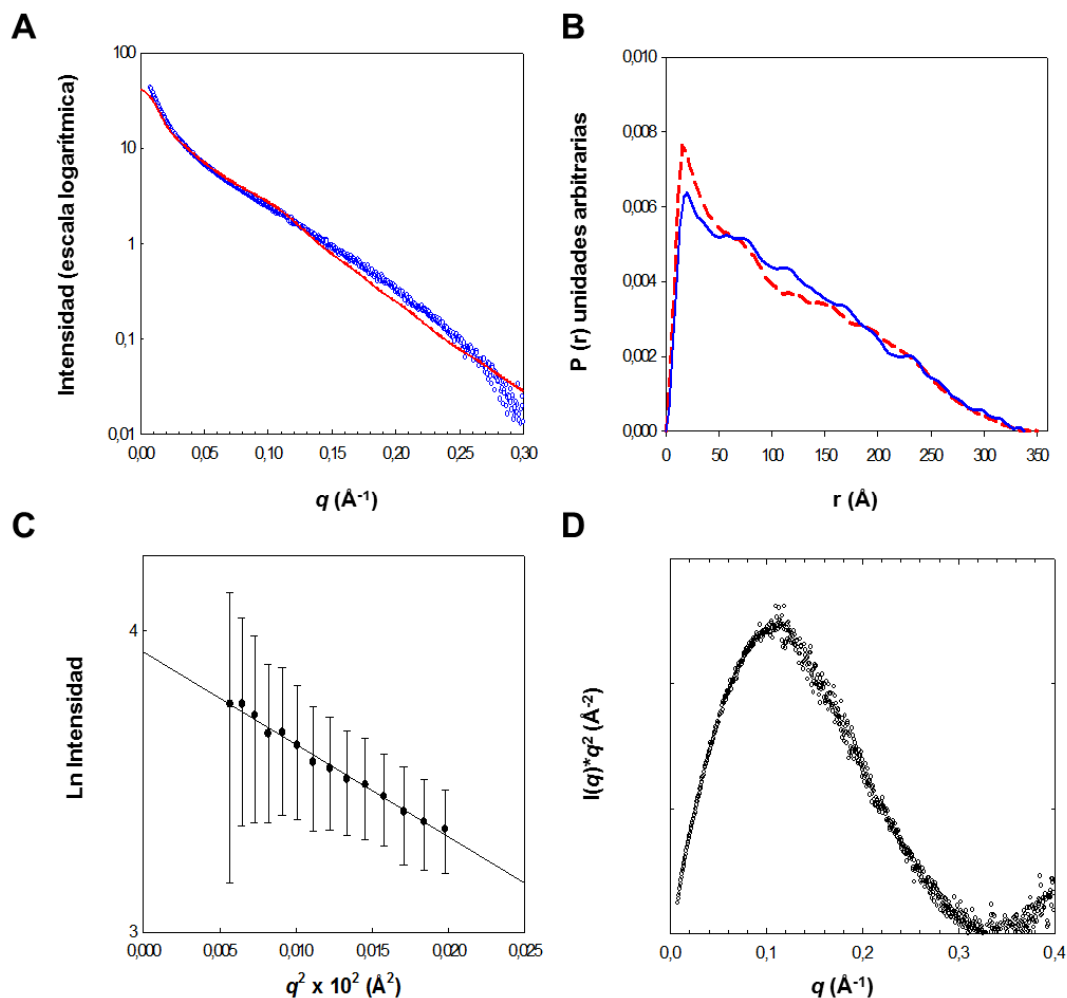 A
Intensidad (escala logarítmica)
100
10
1
0,1
0,01
0,00 0,05 0,10 0,15 0,20 0,25 0,30
q (Å-1)
B
P (r) unidades arbitrarias
0,010
0,008
0,006
0,004
0,002
0,000
0 50 100 150 200 250 300 350
r (Å)
C
Ln Intensidad
4
3
0,000 0,005 0,010 0,015 0,020 0,025
q2 x 102 (Å2)
D
I(q)*q2 (Å-2)
0,0 0,1 0,2 0,3 0,4
q (Å-1)